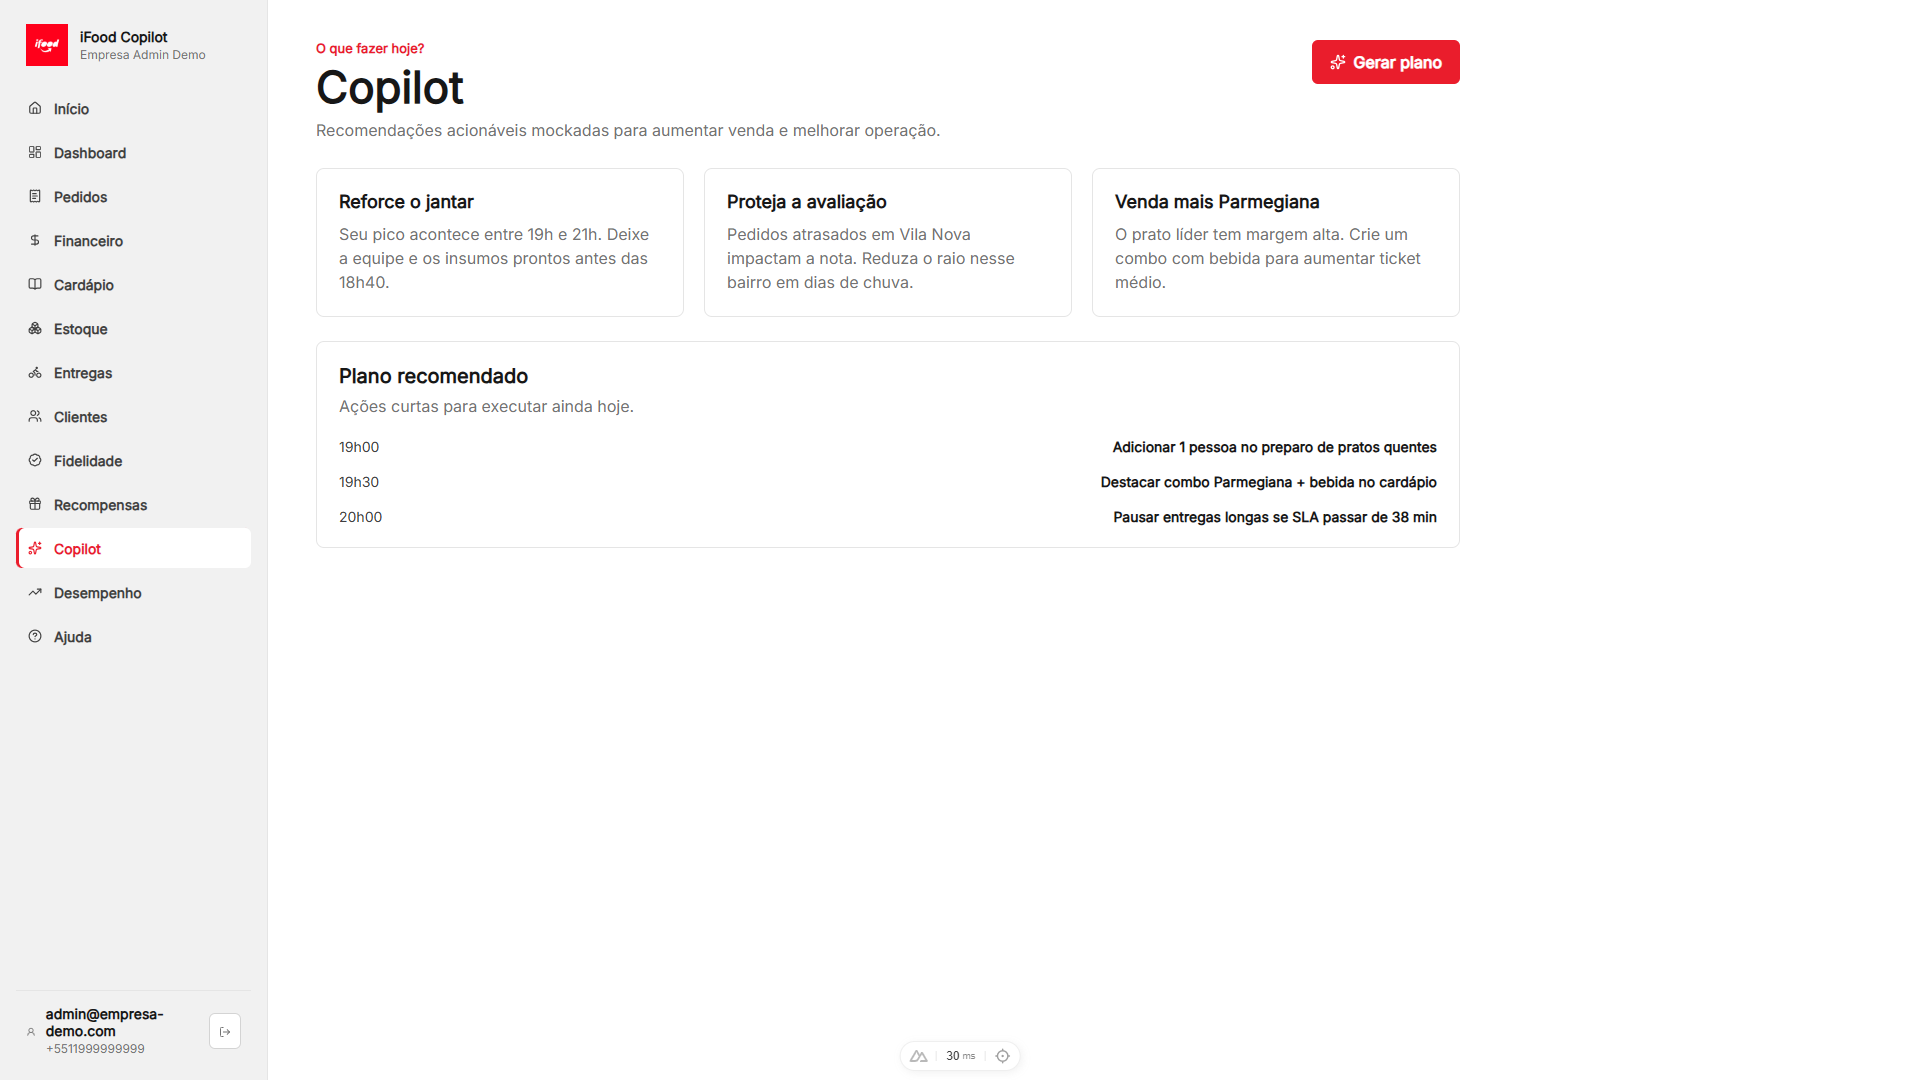 ifood
iFood Copilot
Empresa Admin Demo
Início
Dashboard
Pedidos
Financeiro
Cardápio
Estoque
Entregas
Clientes
Fidelidade
Recompensas
Copilot
Desempenho
Ajuda
admin@empresa-
demo.com
+5511999999999
O que fazer hoje?
Copilot
Recomendações acionáveis mockadas para aumentar venda e melhorar operação.
Gerar plano
Reforce o jantar
Seu pico acontece entre 19h e 21h. Deixe
a equipe e os insumos prontos antes das
18h40.
Proteja a avaliação
Pedidos atrasados em Vila Nova
impactam a nota. Reduza o raio nesse
bairro em dias de chuva.
Venda mais Parmegiana
O prato líder tem margem alta. Crie um
combo com bebida para aumentar ticket
médio.
Plano recomendado
Ações curtas para executar ainda hoje.
19h00 Adicionar 1 pessoa no preparo de pratos quentes
19h30 Destacar combo Parmegiana + bebida no cardápio
20h00 Pausar entregas longas se SLA passar de 38 min
30 ms